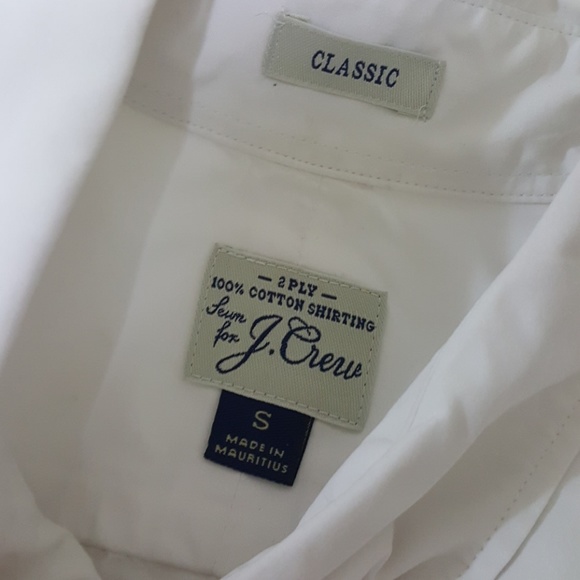 CLASSIC
— 2 PLY —
100% COTTON SHIRTING
Sewn
for J.Crew
S
MADE IN
MAURITIUS